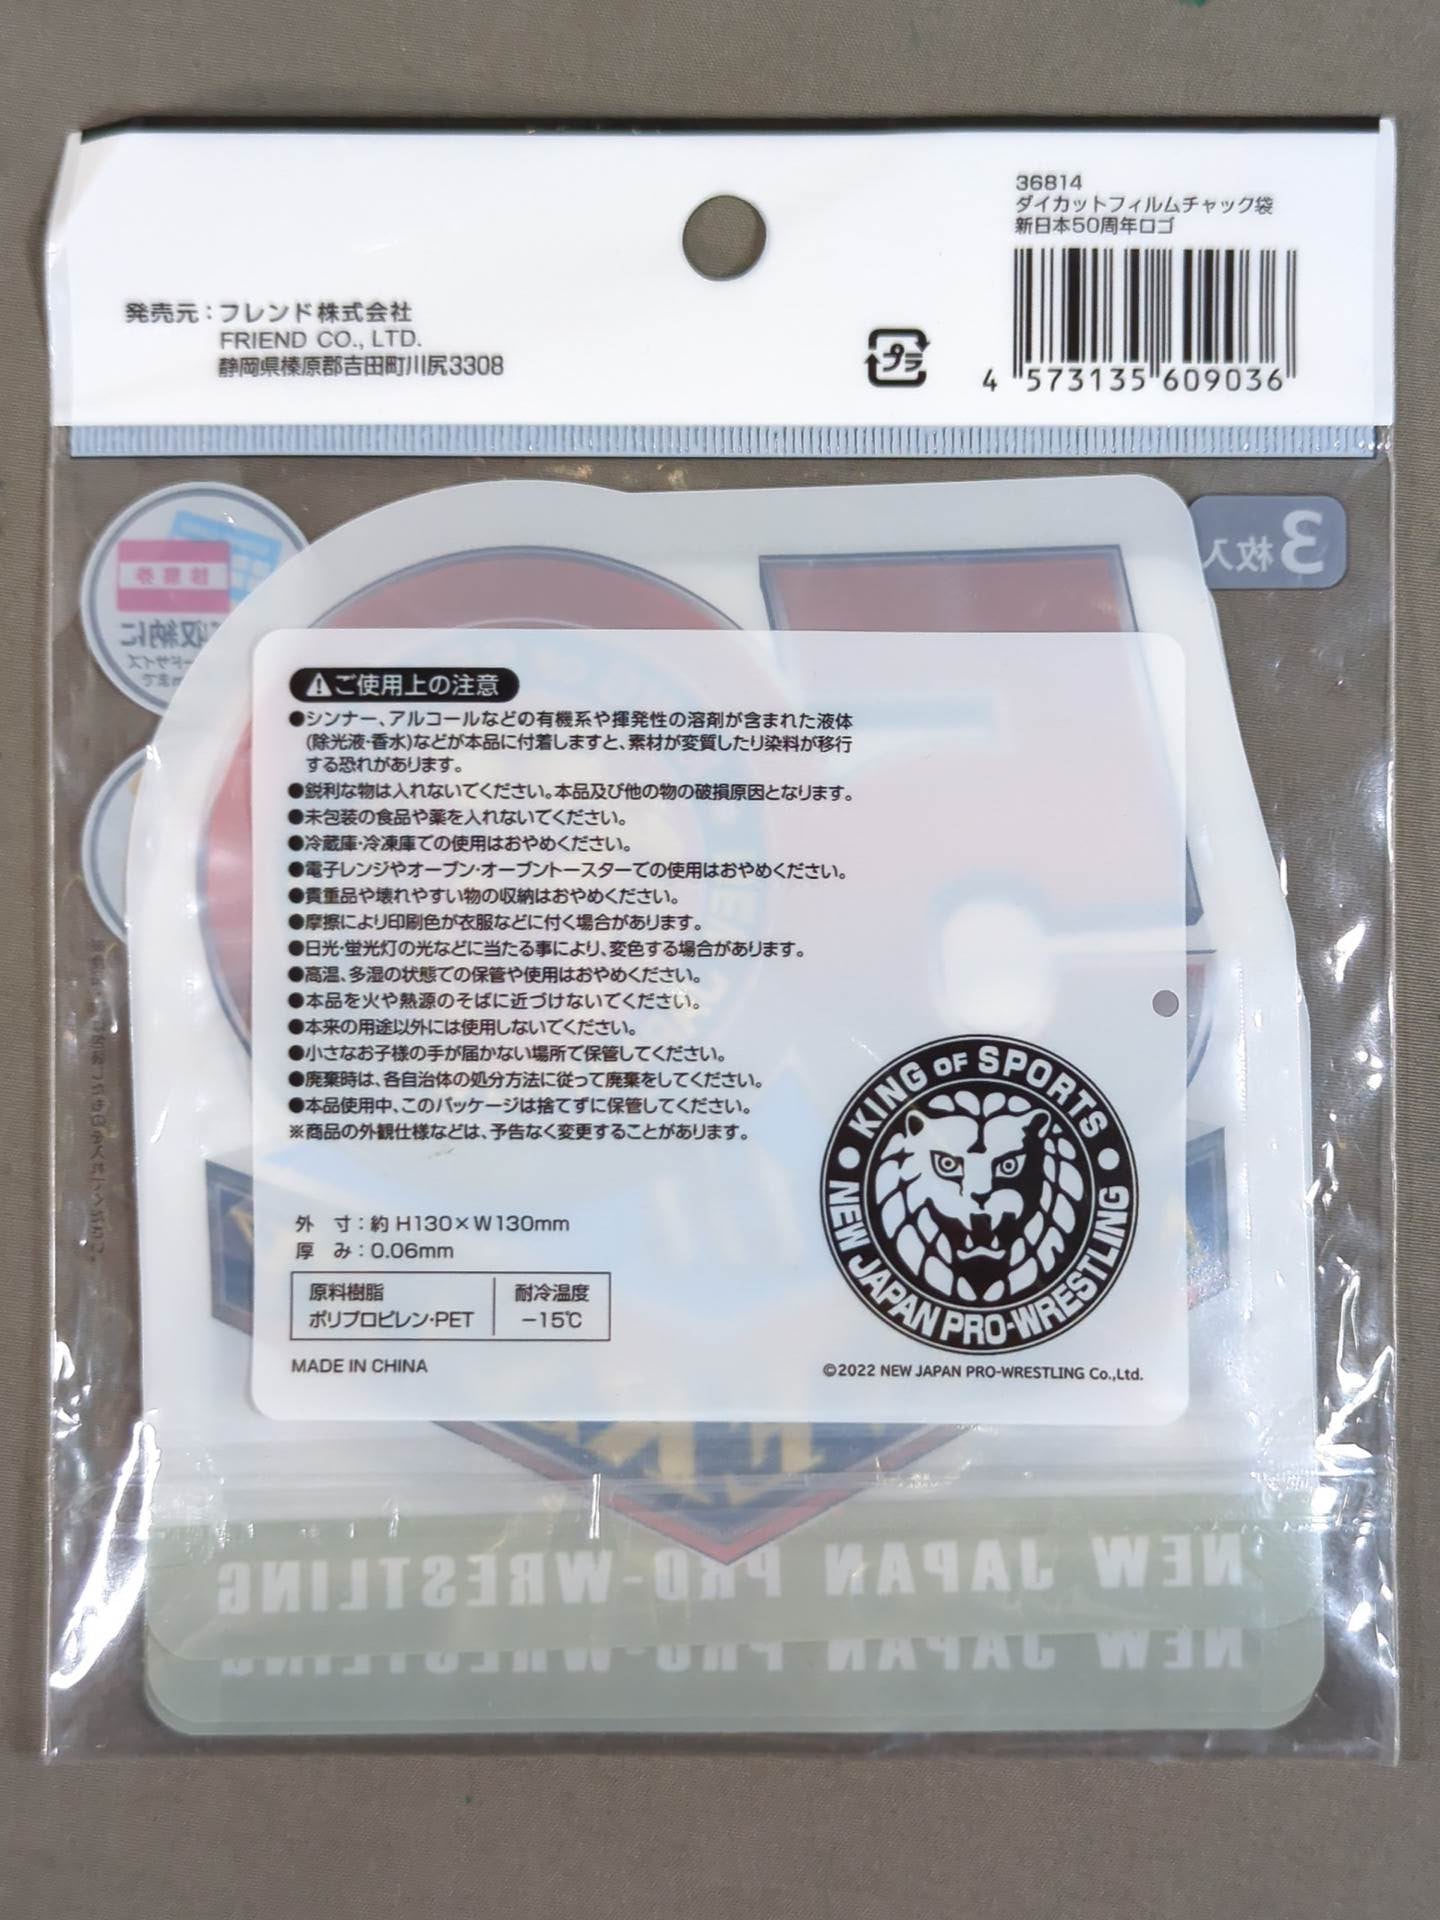 36814
ダイカットフィルムチャック袋
新日本50周年ロゴ
発売元：フレンド株式会社
FRIEND CO., LTD.
静岡県榛原郡吉田町川尻3308
プラ
4 573135 609036
3枚入
収納に
ご使用上の注意
●シンナー、アルコールなどの有機系や揮発性の溶剤が含まれた液体
(除光液・香水)などが本品に付着しますと、素材が変質したり染料が移行
する恐れがあります。
●鋭利な物は入れないでください。本品及び他の物の破損原因となります。
●未包装の食品や薬を入れないでください。
●冷蔵庫・冷凍庫での使用はおやめください。
●電子レンジやオーブン・オーブントースターでの使用はおやめください。
●貴重品や壊れやすい物の収納はおやめください。
●摩擦により印刷色が衣服などに付く場合があります。
●日光・蛍光灯の光などに当たる事により、変色する場合があります。
●高温、多湿の状態での保管や使用はおやめください。
●本品を火や熱源のそばに近づけないでください。
●本来の用途以外には使用しないでください。
●小さなお子様の手が届かない場所で保管してください。
●廃棄時は、各自治体の処分方法に従って廃棄をしてください。
●本品使用中、このパッケージは捨てずに保管してください。
※商品の外観仕様などは、予告なく変更することがあります。
外 寸：約 H130×W130mm
厚 み：0.06mm
原料樹脂 耐冷温度
ポリプロピレン・PET −15℃
MADE IN CHINA
KING OF SPORTS
NEW JAPAN PRO-WRESTLING
©2022 NEW JAPAN PRO-WRESTLING Co.,Ltd.
NEW JAPAN PRO-WRESTLING
NEW JAPAN PRO-WRESTLING